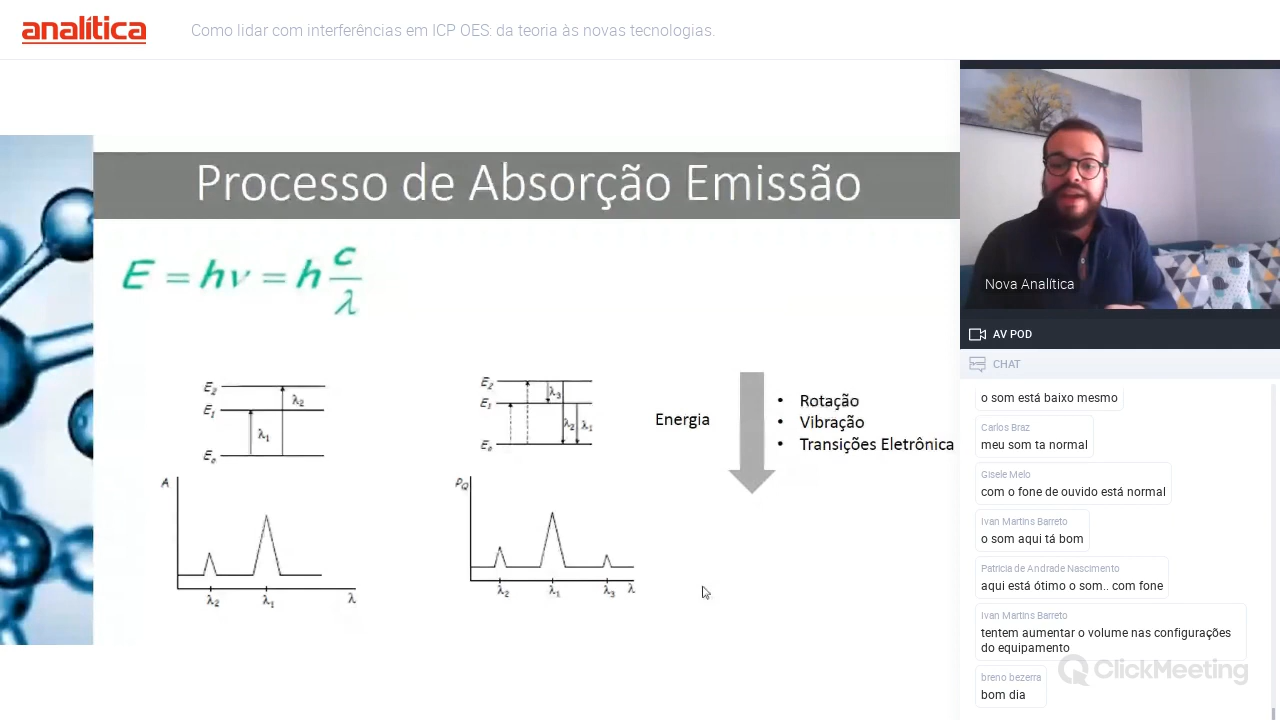 analítica
Como lidar com interferências em ICP OES: da teoria às novas tecnologias.
Processo de Absorção Emissão
E = hν = h c/λ
E₂
E₁
E₀
λ₁
λ₂
A
λ₂
λ₁
λ
E₂
E₁
E₀
λ₃
λ₂
λ₁
P_Q
λ₂
λ₁
λ₃
λ
Energia
• Rotação
• Vibração
• Transições Eletrônica
Nova Analítica
AV POD
CHAT
o som está baixo mesmo
Carlos Braz
meu som ta normal
Gisele Melo
com o fone de ouvido está normal
Ivan Martins Barreto
o som aqui tá bom
Patricia de Andrade Nascimento
aqui está ótimo o som.. com fone
Ivan Martins Barreto
tentem aumentar o volume nas configurações
do equipamento
breno bezerra
bom dia
ClickMeeting